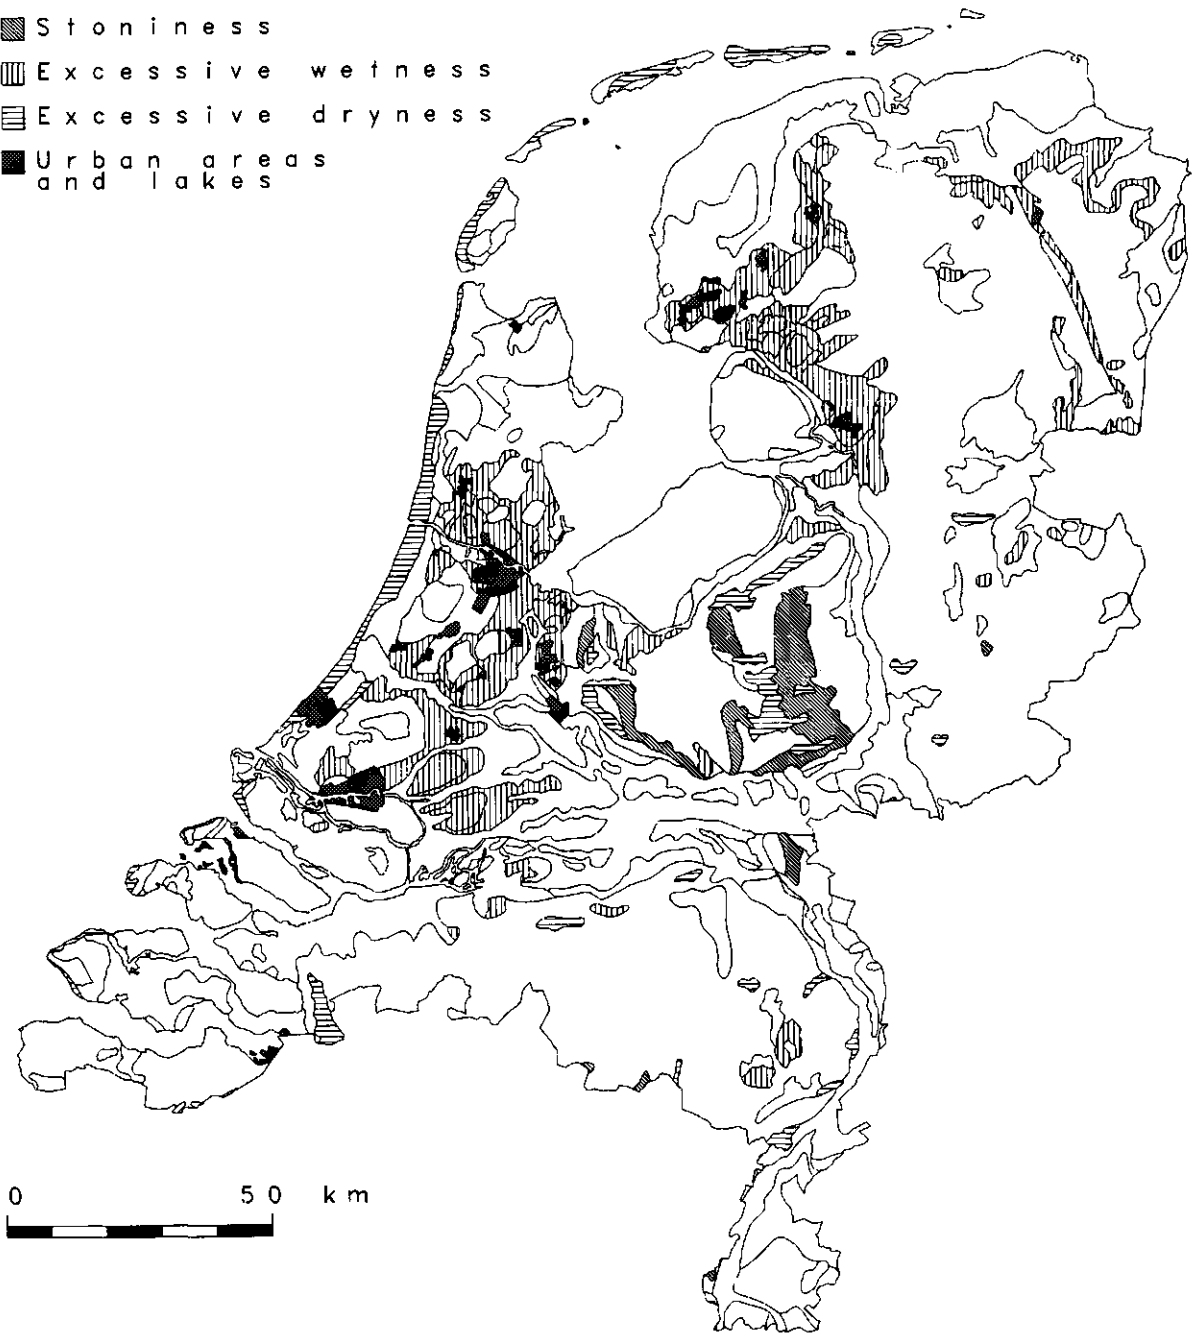 Stoniness
Excessive wetness
Excessive dryness
Urban areas
and lakes
0 50 km